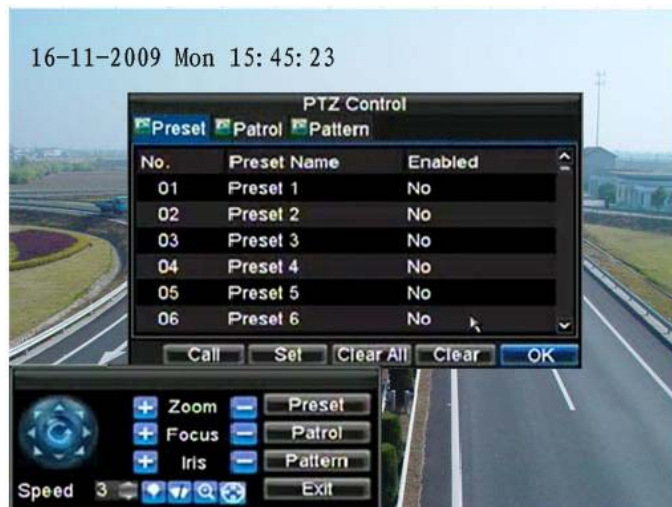 16-11-2009 Mon 15:45:23
PTZ Control
Preset Patrol Pattern
No. Preset Name Enabled
01 Preset 1 No
02 Preset 2 No
03 Preset 3 No
04 Preset 4 No
05 Preset 5 No
06 Preset 6 No
Call Set Clear All Clear OK
Zoom Preset
Focus Patrol
Iris Pattern
Speed 3 Exit